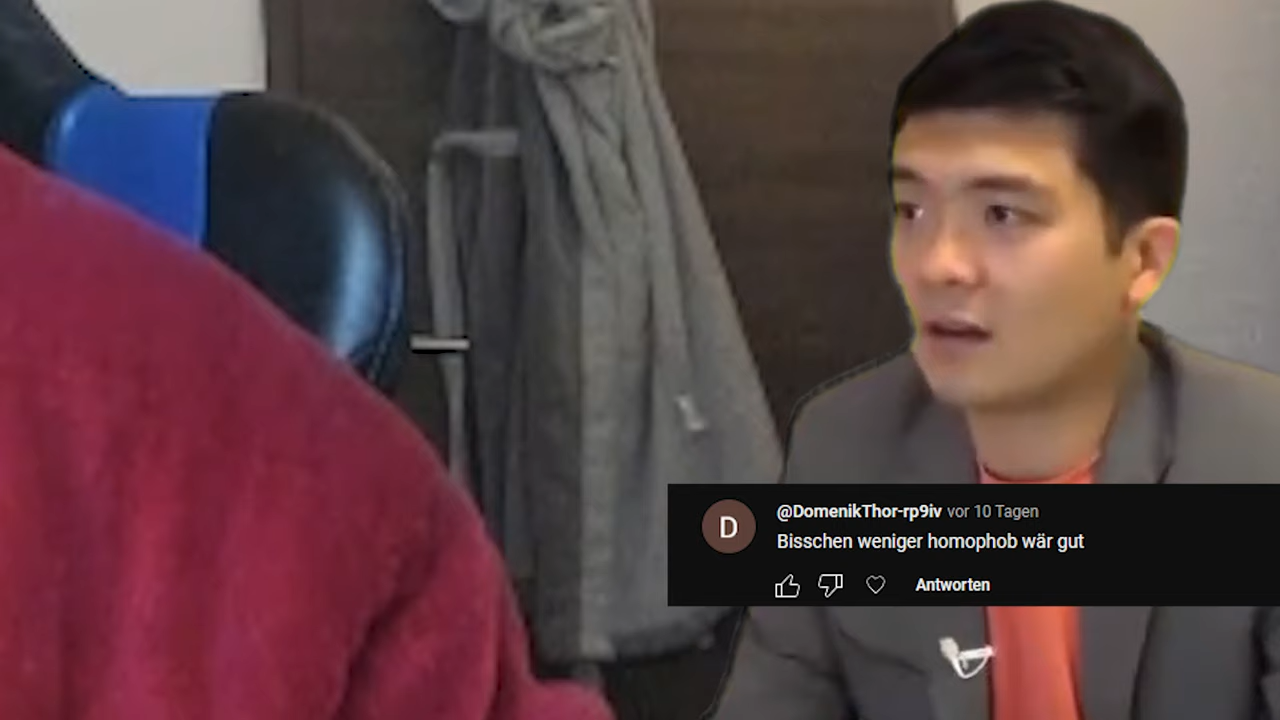 D
@DomenikThor-rp9iv vor 10 Tagen
Bisschen weniger homophob wär gut
Antworten